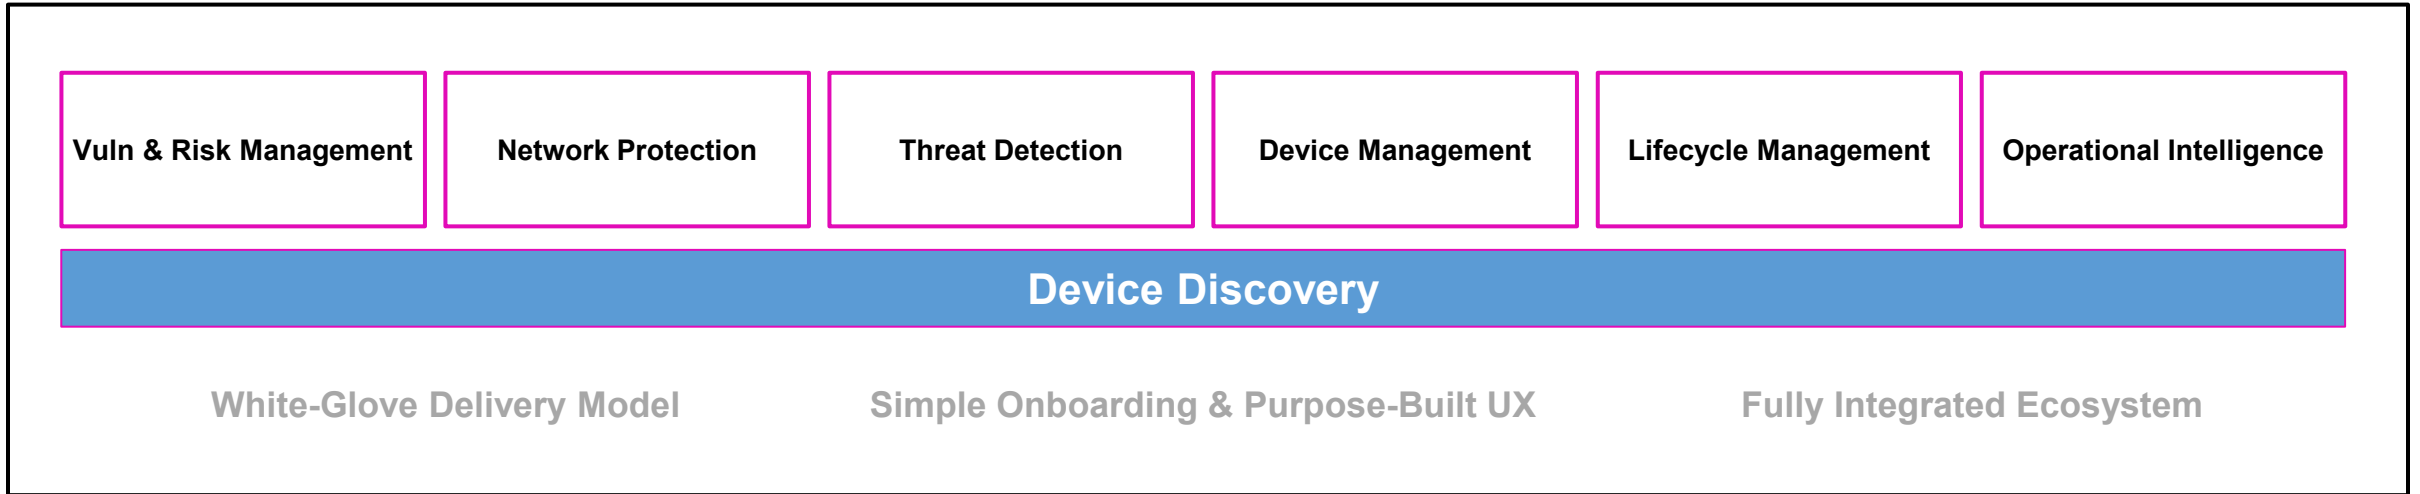 Vuln & Risk Management
Network Protection
Threat Detection
Device Management
Lifecycle Management
Operational Intelligence
Device Discovery
White-Glove Delivery Model
Simple Onboarding & Purpose-Built UX
Fully Integrated Ecosystem